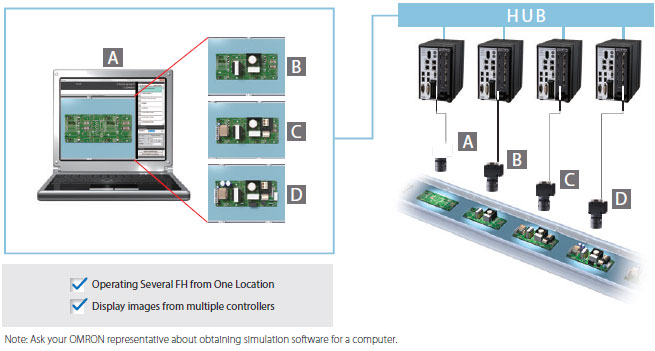 HUB
A
B
C
D
A
B
C
D
Operating Several FH from One Location
Display images from multiple controllers
Note: Ask your OMRON representative about obtaining simulation software for a computer.